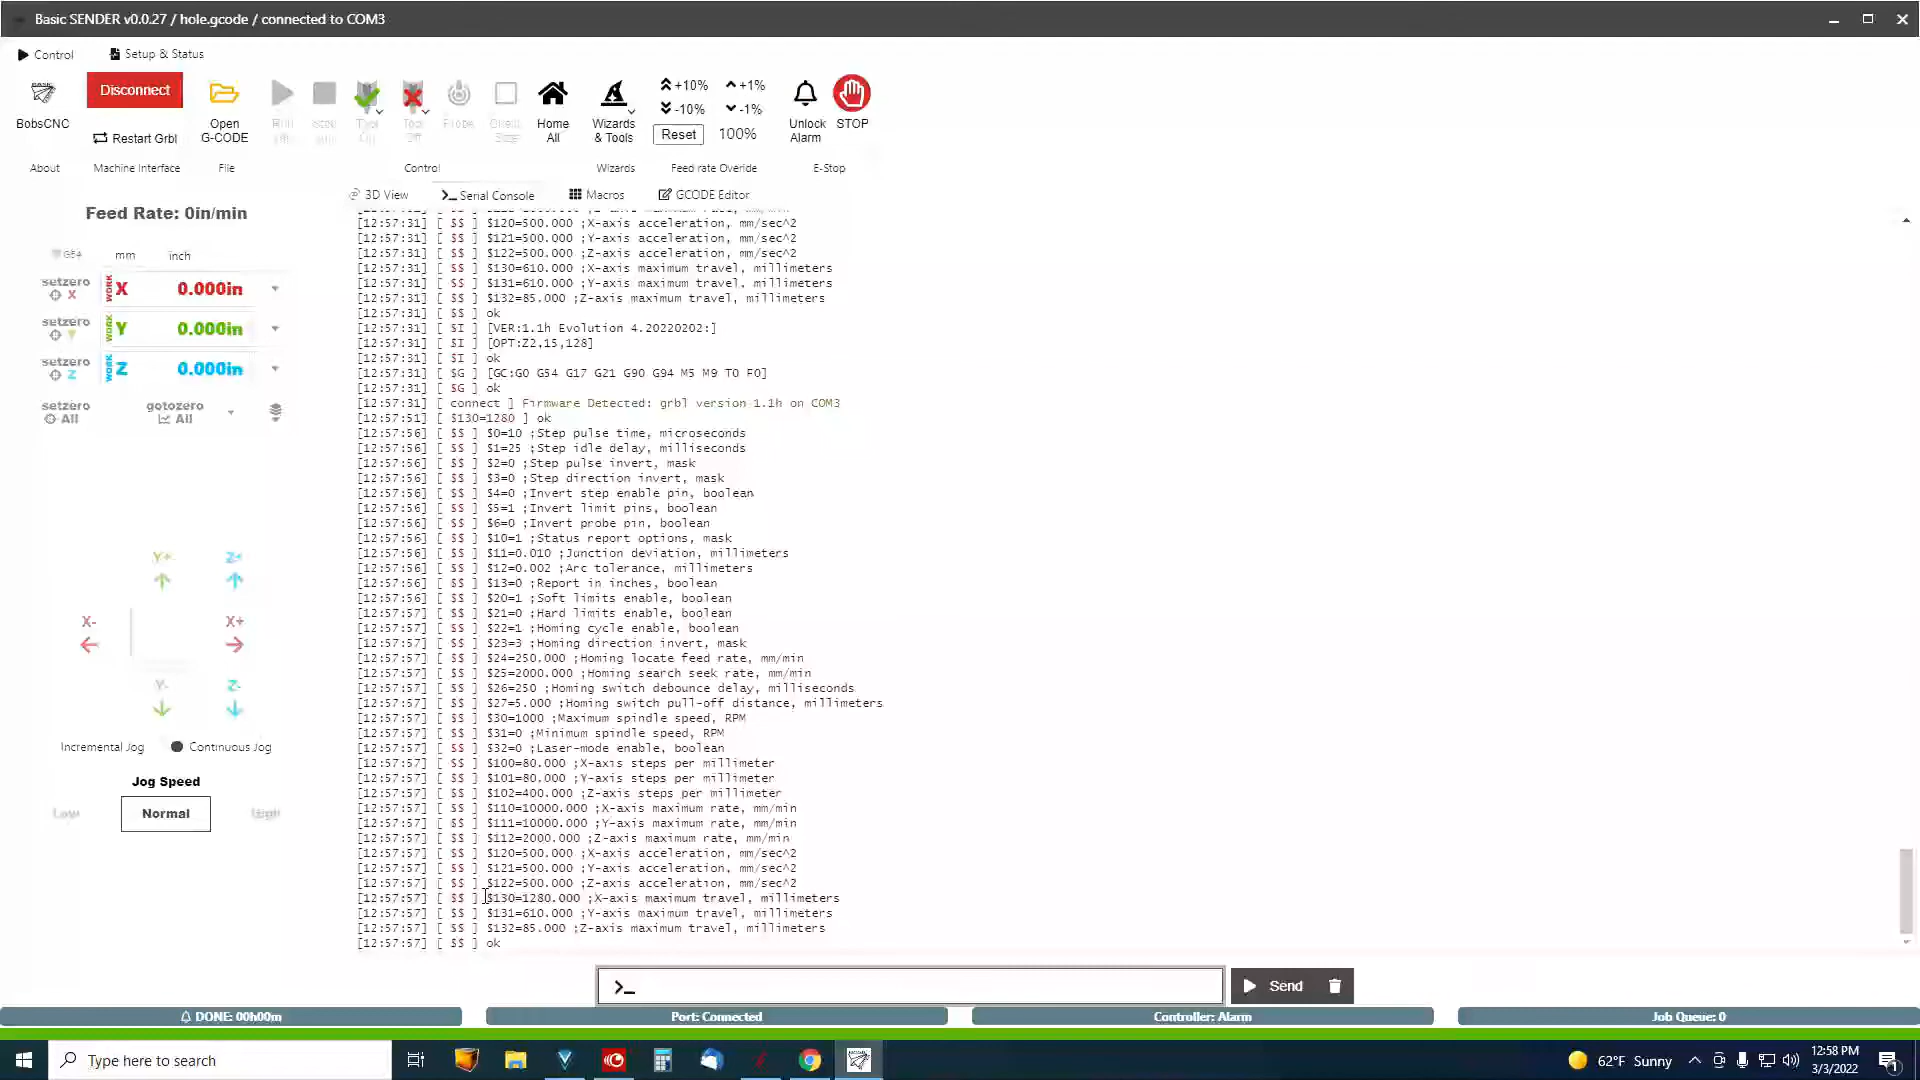 Basic SENDER v0.0.27 / hole.gcode / connected to COM3
Control
Setup & Status
BobsCNC
Disconnect
Restart Grbl
Open
G-CODE
Probe
Home
All
Wizards
& Tools
+10%
+1%
-10%
-1%
Reset
100%
Unlock
Alarm
STOP
About
Machine Interface
File
Control
Wizards
Feed rate Overide
E-Stop
3D View
Serial Console
Macros
GCODE Editor
Feed Rate: 0in/min
G54
mm
inch
setzero
X
WORK
X
0.000in
setzero
Y
WORK
Y
0.000in
setzero
Z
WORK
Z
0.000in
setzero
All
gotozero
All
Y+
Z+
X-
X+
Y-
Z-
Incremental Jog
Continuous Jog
Jog Speed
Low
Normal
High
[12:57:31] [ $$ ] $120=500.000 ;X-axis acceleration, mm/sec^2
[12:57:31] [ $$ ] $121=500.000 ;Y-axis acceleration, mm/sec^2
[12:57:31] [ $$ ] $122=500.000 ;Z-axis acceleration, mm/sec^2
[12:57:31] [ $$ ] $130=610.000 ;X-axis maximum travel, millimeters
[12:57:31] [ $$ ] $131=610.000 ;Y-axis maximum travel, millimeters
[12:57:31] [ $$ ] $132=85.000 ;Z-axis maximum travel, millimeters
[12:57:31] [ $$ ] ok
[12:57:31] [ $I ] [VER:1.1h Evolution 4.20220202:]
[12:57:31] [ $I ] [OPT:Z2,15,128]
[12:57:31] [ $I ] ok
[12:57:31] [ $G ] [GC:G0 G54 G17 G21 G90 G94 M5 M9 T0 F0]
[12:57:31] [ $G ] ok
[12:57:31] [ connect ] Firmware Detected: grbl version 1.1h on COM3
[12:57:51] [ $130=1280 ] ok
[12:57:56] [ $$ ] $0=10 ;Step pulse time, microseconds
[12:57:56] [ $$ ] $1=25 ;Step idle delay, milliseconds
[12:57:56] [ $$ ] $2=0 ;Step pulse invert, mask
[12:57:56] [ $$ ] $3=0 ;Step direction invert, mask
[12:57:56] [ $$ ] $4=0 ;Invert step enable pin, boolean
[12:57:56] [ $$ ] $5=1 ;Invert limit pins, boolean
[12:57:56] [ $$ ] $6=0 ;Invert probe pin, boolean
[12:57:56] [ $$ ] $10=1 ;Status report options, mask
[12:57:56] [ $$ ] $11=0.010 ;Junction deviation, millimeters
[12:57:56] [ $$ ] $12=0.002 ;Arc tolerance, millimeters
[12:57:56] [ $$ ] $13=0 ;Report in inches, boolean
[12:57:56] [ $$ ] $20=1 ;Soft limits enable, boolean
[12:57:57] [ $$ ] $21=0 ;Hard limits enable, boolean
[12:57:57] [ $$ ] $22=1 ;Homing cycle enable, boolean
[12:57:57] [ $$ ] $23=3 ;Homing direction invert, mask
[12:57:57] [ $$ ] $24=250.000 ;Homing locate feed rate, mm/min
[12:57:57] [ $$ ] $25=2000.000 ;Homing search seek rate, mm/min
[12:57:57] [ $$ ] $26=250 ;Homing switch debounce delay, milliseconds
[12:57:57] [ $$ ] $27=5.000 ;Homing switch pull-off distance, millimeters
[12:57:57] [ $$ ] $30=1000 ;Maximum spindle speed, RPM
[12:57:57] [ $$ ] $31=0 ;Minimum spindle speed, RPM
[12:57:57] [ $$ ] $32=0 ;Laser-mode enable, boolean
[12:57:57] [ $$ ] $100=80.000 ;X-axis steps per millimeter
[12:57:57] [ $$ ] $101=80.000 ;Y-axis steps per millimeter
[12:57:57] [ $$ ] $102=400.000 ;Z-axis steps per millimeter
[12:57:57] [ $$ ] $110=10000.000 ;X-axis maximum rate, mm/min
[12:57:57] [ $$ ] $111=10000.000 ;Y-axis maximum rate, mm/min
[12:57:57] [ $$ ] $112=2000.000 ;Z-axis maximum rate, mm/min
[12:57:57] [ $$ ] $120=500.000 ;X-axis acceleration, mm/sec^2
[12:57:57] [ $$ ] $121=500.000 ;Y-axis acceleration, mm/sec^2
[12:57:57] [ $$ ] $122=500.000 ;Z-axis acceleration, mm/sec^2
[12:57:57] [ $$ ] $130=1280.000 ;X-axis maximum travel, millimeters
[12:57:57] [ $$ ] $131=610.000 ;Y-axis maximum travel, millimeters
[12:57:57] [ $$ ] $132=85.000 ;Z-axis maximum travel, millimeters
[12:57:57] [ $$ ] ok
Send
DONE: 00h00m
Port: Connected
Controller: Alarm
Job Queue: 0
Type here to search
62°F Sunny
12:58 PM
3/3/2022
1